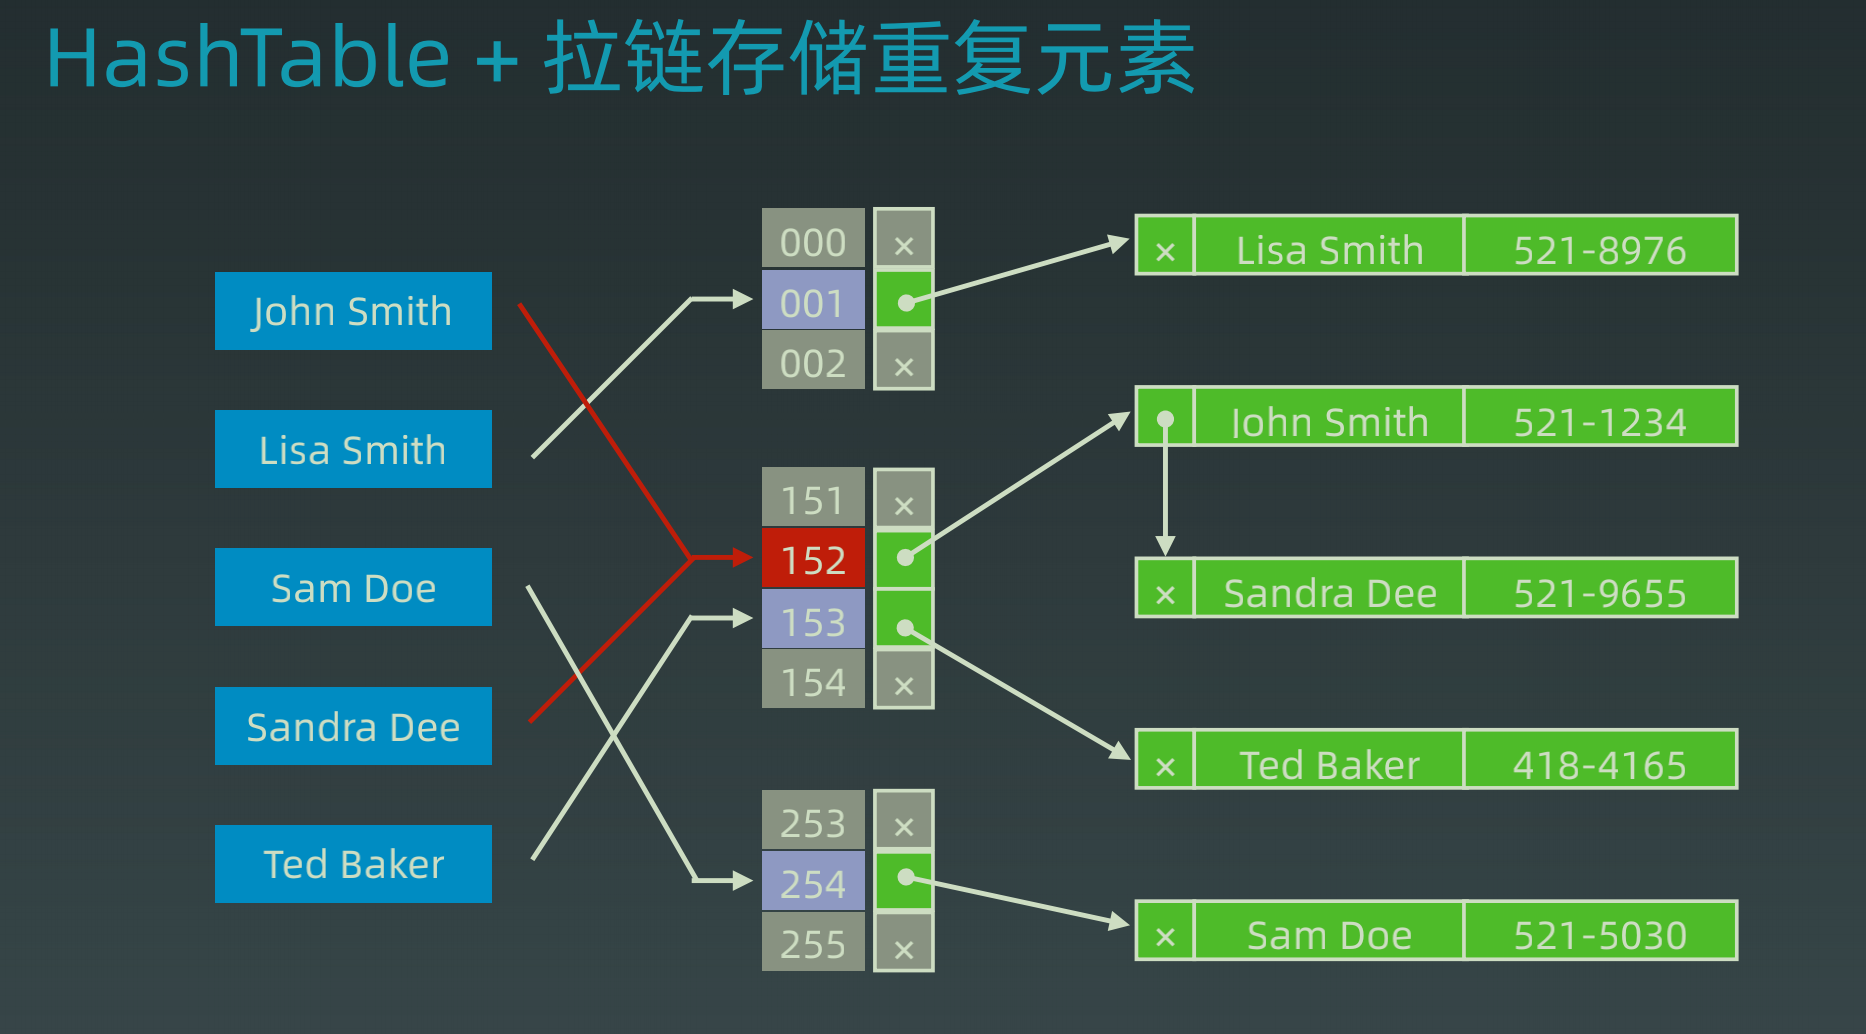 HashTable + 拉链存储重复元素
John Smith
Lisa Smith
Sam Doe
Sandra Dee
Ted Baker
000 ×
001
002 ×
151 ×
152
153
154 ×
253 ×
254
255 ×
× Lisa Smith 521-8976
John Smith 521-1234
× Sandra Dee 521-9655
× Ted Baker 418-4165
× Sam Doe 521-5030